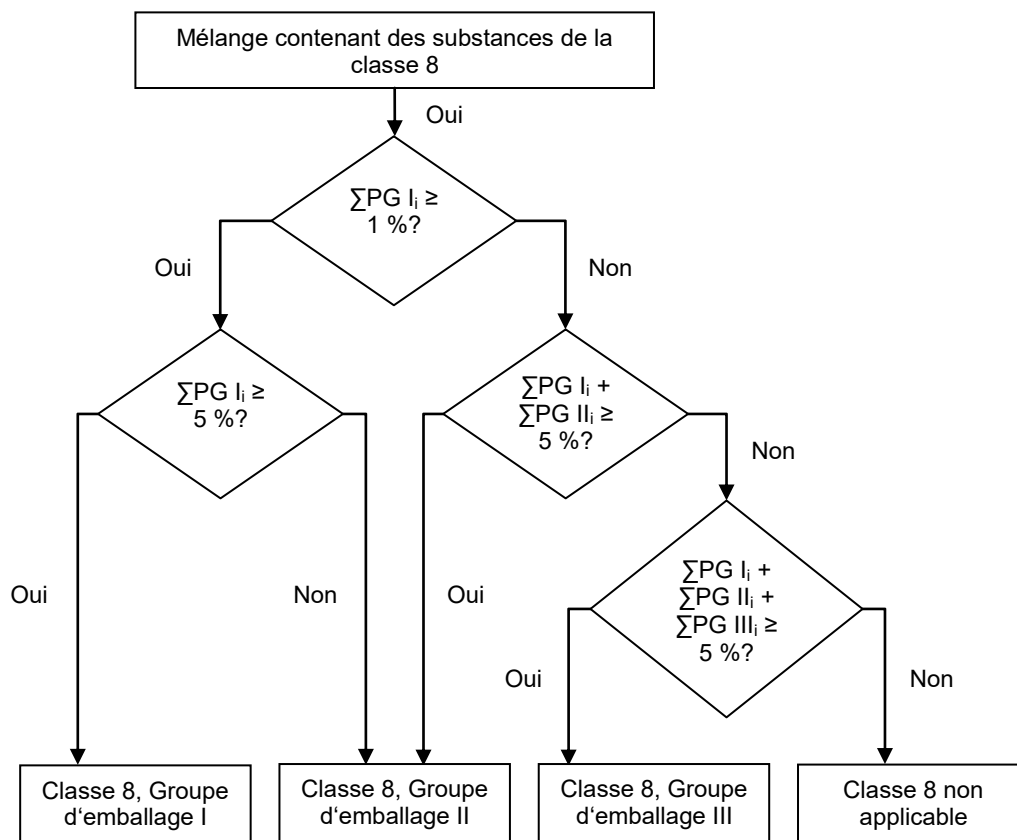 Mélange contenant des substances de la
classe 8
Oui
∑PG Iᵢ ≥
1 %?
Oui
Non
∑PG Iᵢ ≥
5 %?
∑PG Iᵢ +
∑PG IIᵢ ≥
5 %?
Non
Oui
Non
Oui
∑PG Iᵢ +
∑PG IIᵢ +
∑PG IIIᵢ ≥
5 %?
Oui
Non
Classe 8, Groupe
d‘emballage I
Classe 8, Groupe
d‘emballage II
Classe 8, Groupe
d‘emballage III
Classe 8 non
applicable